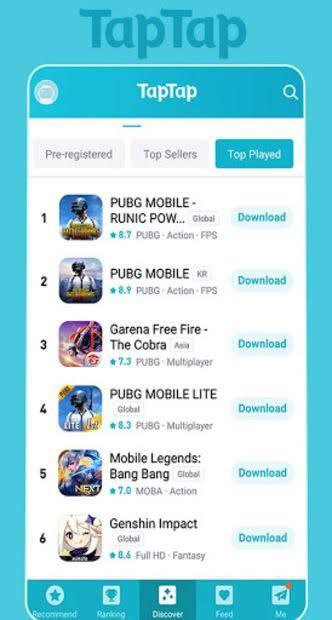 TapTap
TapTap
Pre-registered
Top Sellers
Top Played
1
PUBG MOBILE -
RUNIC POW... Global
8.7 PUBG · Action · FPS
Download
2
PUBG MOBILE KR
8.9 PUBG · Action · FPS
Download
3
Garena Free Fire -
The Cobra Asia
7.3 PUBG · Multiplayer
Download
4
PUBG
LITE
PUBG MOBILE LITE
Global
8.3 PUBG · Multiplayer
Download
5
NEXT
Mobile Legends:
Bang Bang Global
7.0 MOBA · Action
Download
6
Genshin Impact
Global
8.6 Full HD · Fantasy
Download
Recommend
Ranking
Discover
Feed
Me